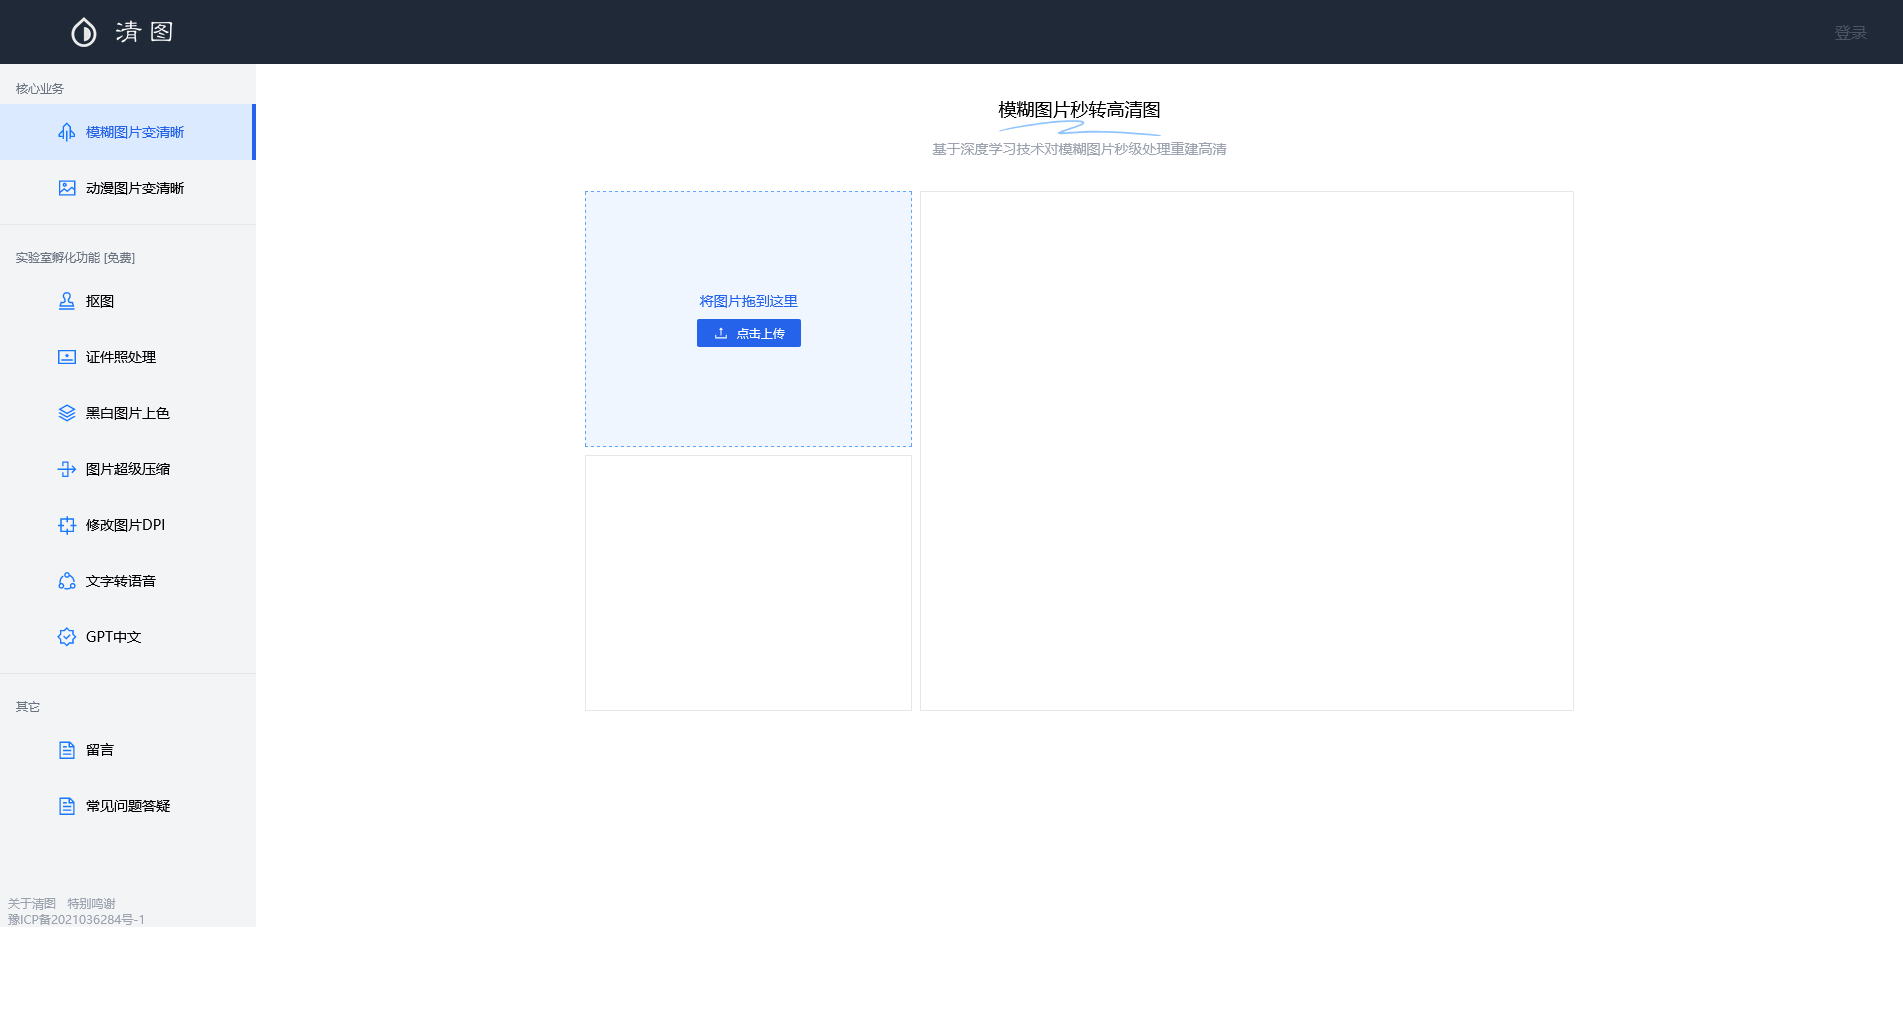 清图
登录
核心业务
模糊图片变清晰
动漫图片变清晰
实验室孵化功能 [免费]
抠图
证件照处理
黑白图片上色
图片超级压缩
修改图片DPI
文字转语音
GPT中文
其它
留言
常见问题答疑
关于清图 特别鸣谢
豫ICP备2021036284号-1
模糊图片秒转高清图
基于深度学习技术对模糊图片秒级处理重建高清
将图片拖到这里
点击上传